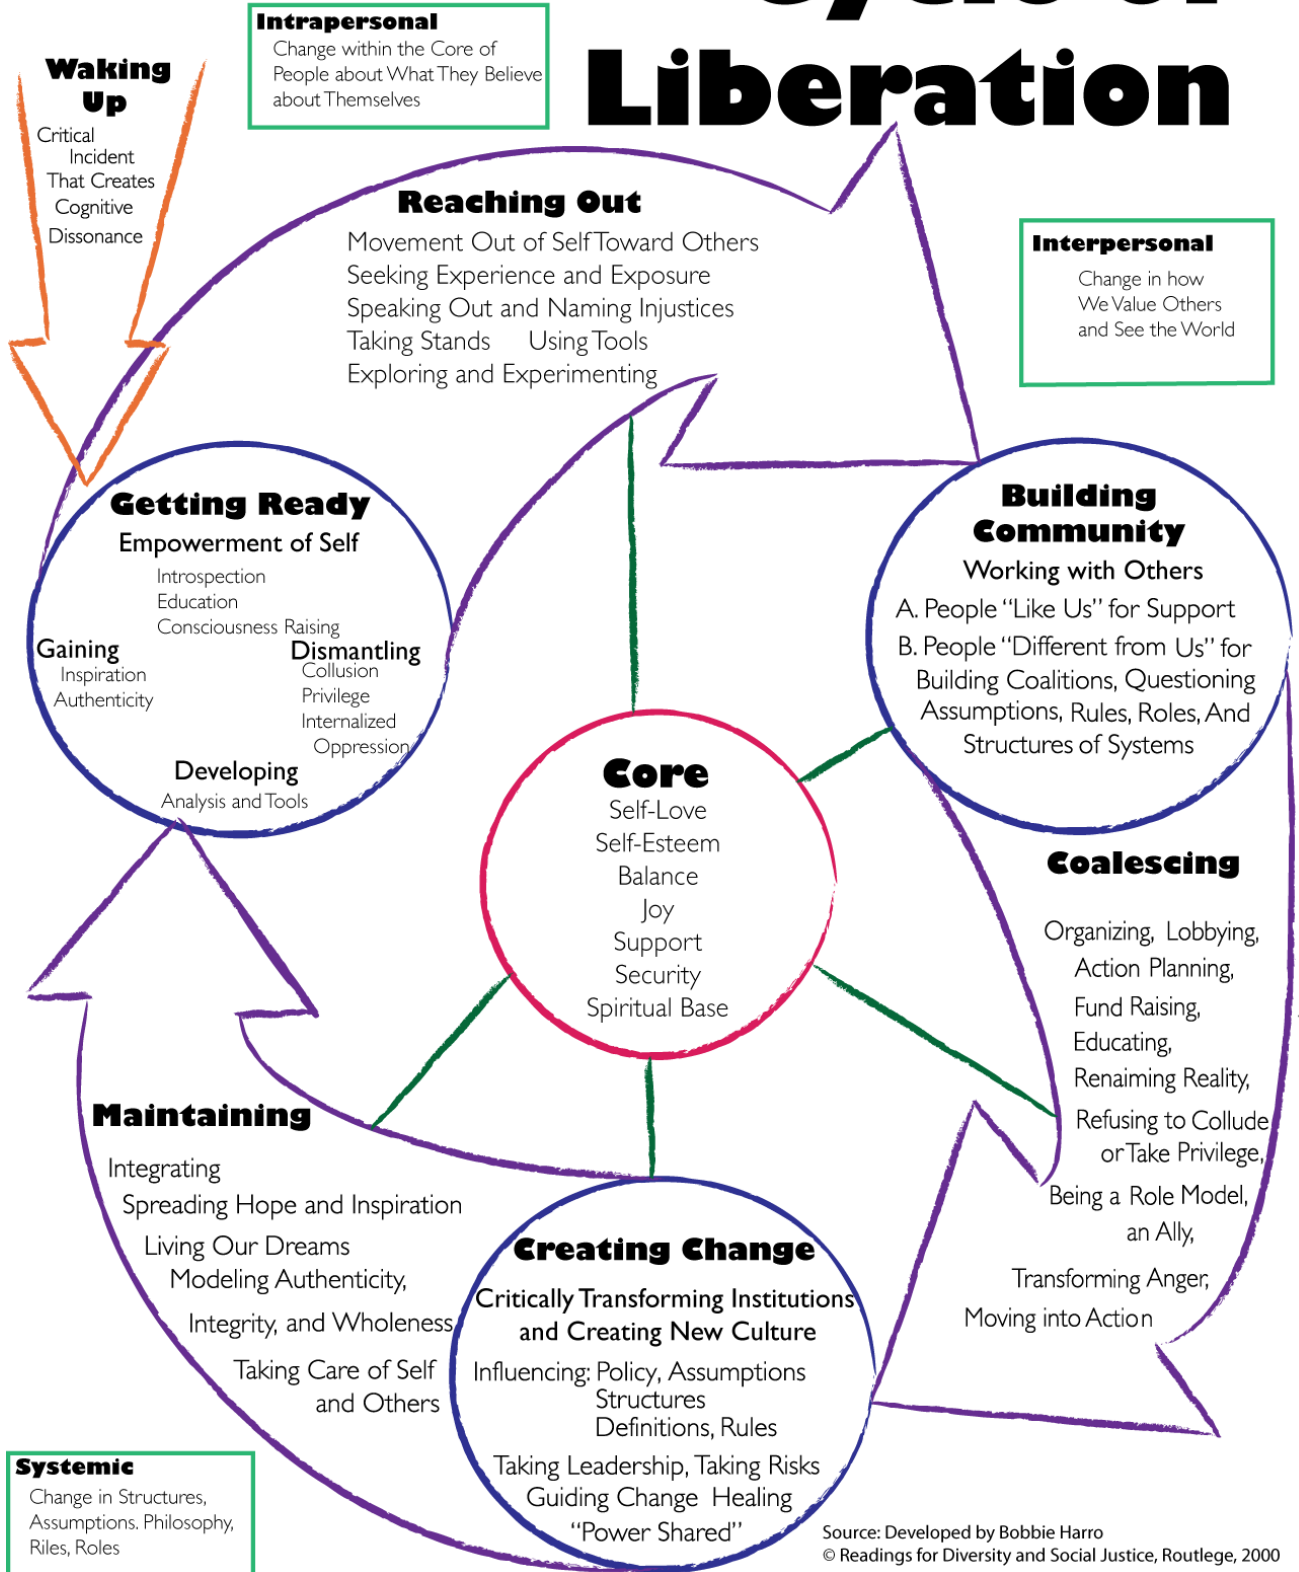 Cycle of
Liberation
Intrapersonal
Change within the Core of
People about What They Believe
about Themselves
Waking
Up
Critical
Incident
That Creates
Cognitive
Dissonance
Reaching Out
Movement Out of Self Toward Others
Seeking Experience and Exposure
Speaking Out and Naming Injustices
Taking Stands Using Tools
Exploring and Experimenting
Interpersonal
Change in how
We Value Others
and See the World
Getting Ready
Empowerment of Self
Introspection
Education
Consciousness Raising
Gaining
Inspiration
Authenticity
Dismantling
Collusion
Privilege
Internalized
Oppression
Developing
Analysis and Tools
Building
Community
Working with Others
A. People “Like Us” for Support
B. People “Different from Us” for
Building Coalitions, Questioning
Assumptions, Rules, Roles, And
Structures of Systems
Core
Self-Love
Self-Esteem
Balance
Joy
Support
Security
Spiritual Base
Coalescing
Organizing, Lobbying,
Action Planning,
Fund Raising,
Educating,
Renaiming Reality,
Refusing to Collude
or Take Privilege,
Being a Role Model,
an Ally,
Transforming Anger,
Moving into Action
Maintaining
Integrating
Spreading Hope and Inspiration
Living Our Dreams
Modeling Authenticity,
Integrity, and Wholeness
Taking Care of Self
and Others
Creating Change
Critically Transforming Institutions
and Creating New Culture
Influencing: Policy, Assumptions
Structures
Definitions, Rules
Taking Leadership, Taking Risks
Guiding Change Healing
“Power Shared”
Systemic
Change in Structures,
Assumptions. Philosophy,
Riles, Roles
Source: Developed by Bobbie Harro
© Readings for Diversity and Social Justice, Routlege, 2000